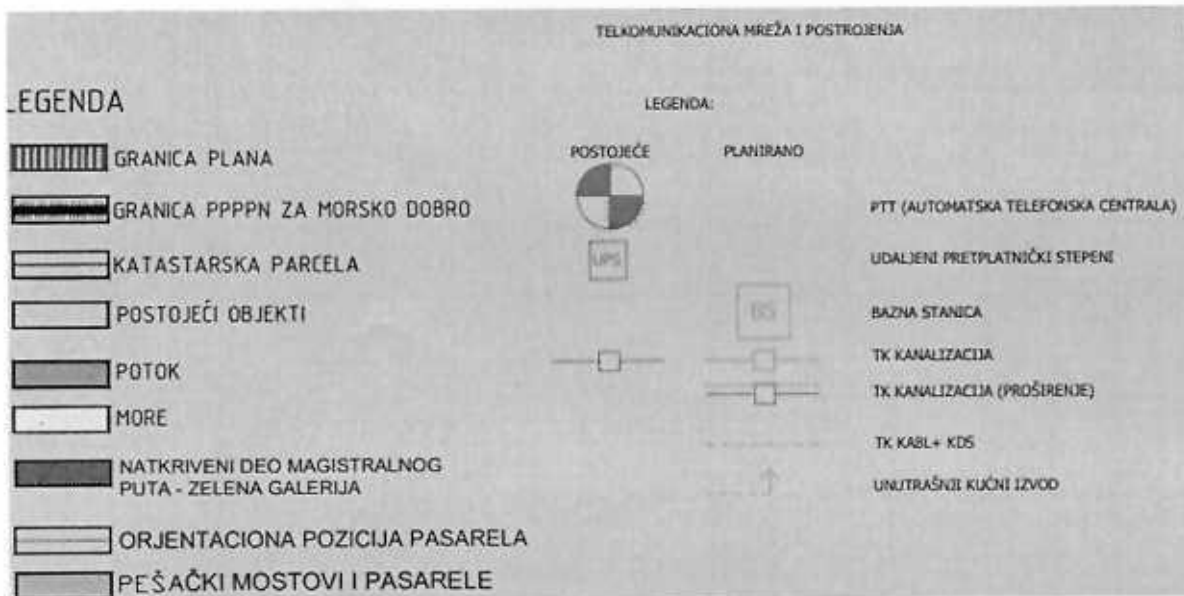 TELKOMUNIKACIONA MREŽA I POSTROJENJA
LEGENDA
GRANICA PLANA
GRANICA PPPPN ZA MORSKO DOBRO
KATASTARSKA PARCELA
POSTOJEĆI OBJEKTI
POTOK
MORE
NATKRIVENI DEO MAGISTRALNOG
PUTA - ZELENA GALERIJA
ORJENTACIONA POZICIJA PASARELA
PEŠAČKI MOSTOVI I PASARELE
LEGENDA:
POSTOJEĆE PLANIRANO
PTT (AUTOMATSKA TELEFONSKA CENTRALA)
UPS UDALJENI PRETPLATNIČKI STEPENI
BS BAZNA STANICA
TK KANALIZACIJA
TK KANALIZACIJA (PROŠIRENJE)
TK KABL+ KDS
UNUTRAŠNJI KUĆNI IZVOD